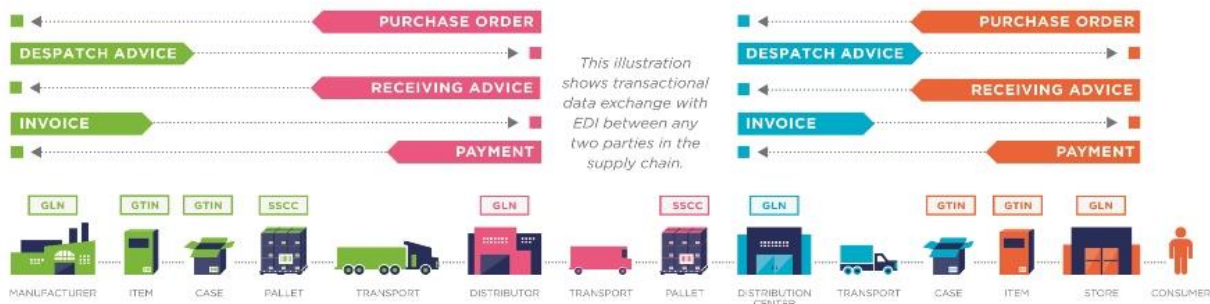 PURCHASE ORDER
DESPATCH ADVICE
RECEIVING ADVICE
INVOICE
PAYMENT
This illustration
shows transactional
data exchange with
EDI between any
two parties in the
supply chain.
PURCHASE ORDER
DESPATCH ADVICE
RECEIVING ADVICE
INVOICE
PAYMENT
GLN GTIN GTIN SSCC GLN SSCC GLN GTIN GTIN GLN
MANUFACTURER ITEM CASE PALLET TRANSPORT DISTRIBUTOR TRANSPORT PALLET DISTRIBUTION TRANSPORT CASE ITEM STORE CONSUMER
CENTER